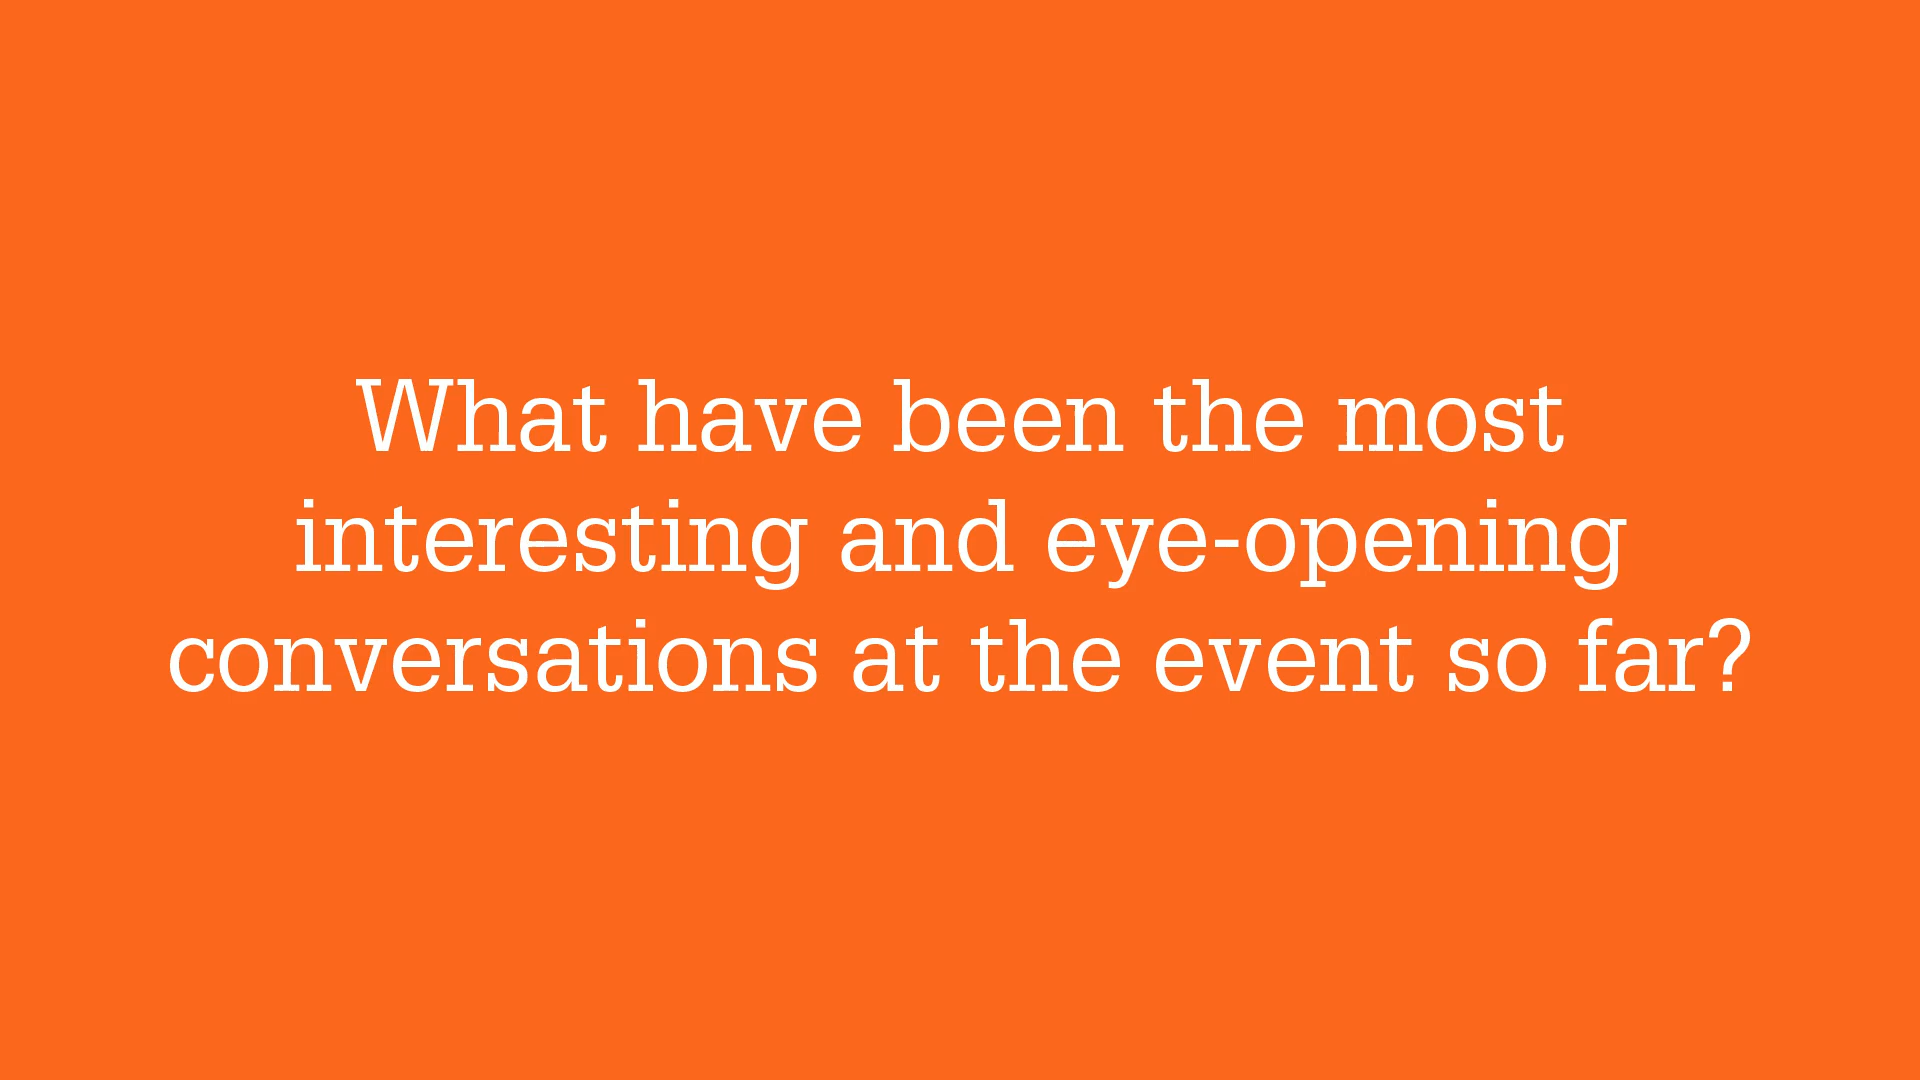 What have been the most
interesting and eye-opening
conversations at the event so far?